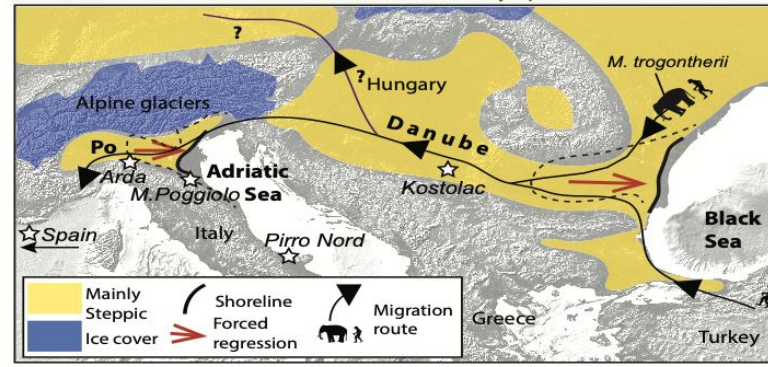 ?
M. trogontherii
?
Hungary
Alpine glaciers
Danube
Po
Arda
Adriatic
Sea
M.Poggiolo
Kostolac
Spain
Italy
Pirro Nord
Black
Sea
Greece
Turkey
Mainly
Steppic
Ice cover
Shoreline
Forced
regression
Migration
route